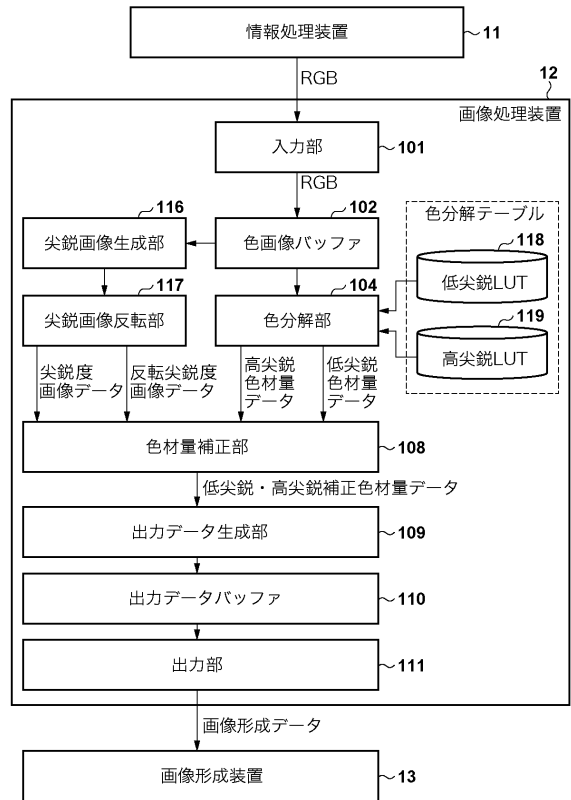 情報処理装置
11
RGB
12
画像処理装置
入力部
101
RGB
116
102
色分解テーブル
尖鋭画像生成部
色画像バッファ
118
低尖鋭LUT
117
104
尖鋭画像反転部
色分解部
119
高尖鋭LUT
尖鋭度
画像データ
反転尖鋭度
画像データ
高尖鋭
色材量
データ
低尖鋭
色材量
データ
色材量補正部
108
低尖鋭・高尖鋭補正色材量データ
出力データ生成部
109
出力データバッファ
110
出力部
111
画像形成データ
画像形成装置
13